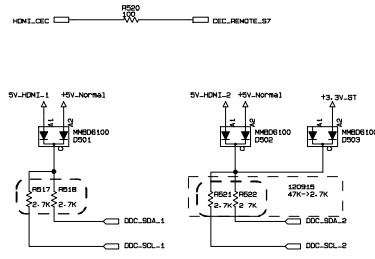 R520
100
HDMI_CEC
CEC_REMOTE_S7
5V_HDMI_1 +5V_Normal
5V_HDMI_2 +5V_Normal
+3.3V_ST
A1 A2
A1 A2
A1 A2
MMBD6100
D501
MMBD6100
D502
MMBD6100
D503
C
C
C
R517 R518
2.7K 2.7K
R521 R522
2.7K 2.7K
120915
47K->2.7K
DDC_SDA_1
DDC_SDA_2
DDC_SCL_1
DDC_SCL_2